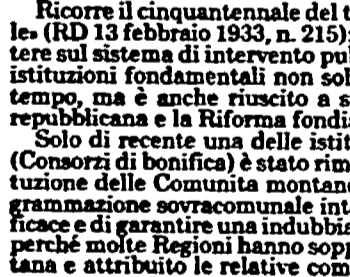 Ricorre il cinquantennale del t
le» (RD 13 febbraio 1933, n. 215);
tere sul sistema di intervento pu
istituzioni fondamentali non sol
tempo, ma è anche riuscito a s
repubblicana e la Riforma fondi
Solo di recente una delle istit
(Consorzi di bonifica) è stato rim
tuzione delle Comunita montan
grammazione sovracomunale int
ficace e di garantire una indubbia
perché molte Regioni hanno sopp
tana e attribuito le relative com